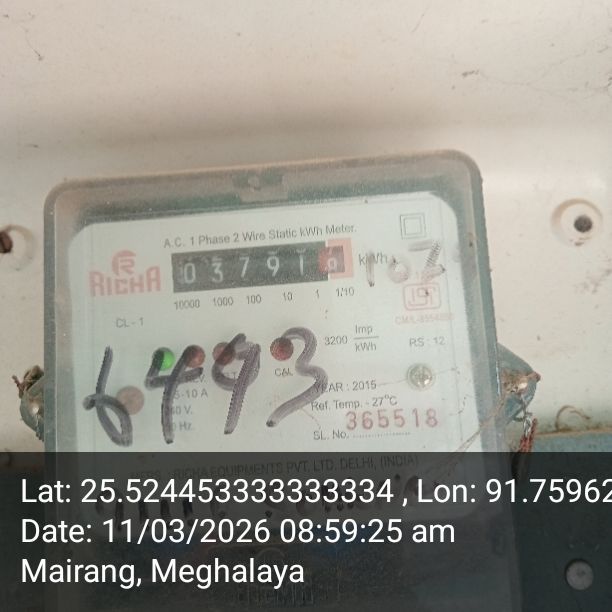 A.C. 1 Phase 2 Wire Static kWh Meter.
R
RICHA
03791
kWh
10000 1000 100 10 1 1/10
CL - 1
3200 Imp/kWh
RS : 12
6493
CAL
YEAR : 2015
5-10 A
Ref. Temp. - 27°C
240 V.
365518
SL. No.
MFRS. : RICHA EQUIPMENTS PVT. LTD. DELHI, (INDIA)
Lat: 25.524453333333334 , Lon: 91.75962
Date: 11/03/2026 08:59:25 am
Mairang, Meghalaya